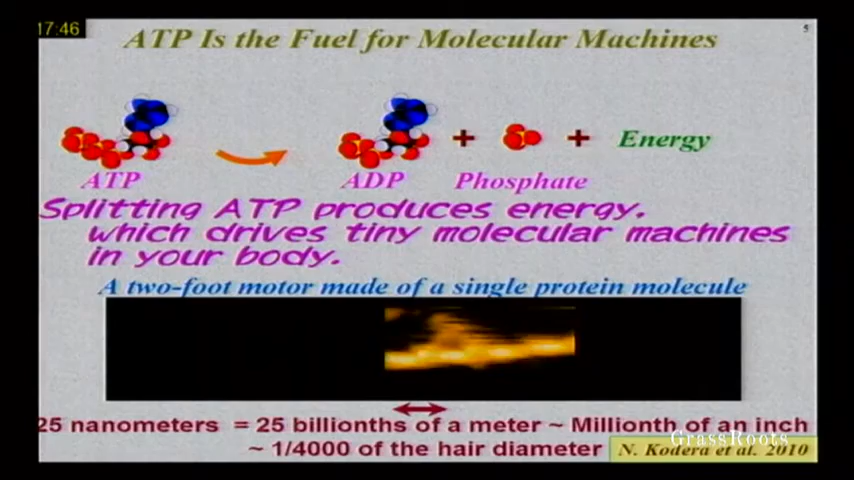 17:46
5
ATP Is the Fuel for Molecular Machines
+ + Energy
ATP ADP Phosphate
Splitting ATP produces energy.
which drives tiny molecular machines
in your body.
A two-foot motor made of a single protein molecule
25 nanometers = 25 billionths of a meter ~ Millionth of an inch
~ 1/4000 of the hair diameter
GrassRoots
N. Kodera et al. 2010